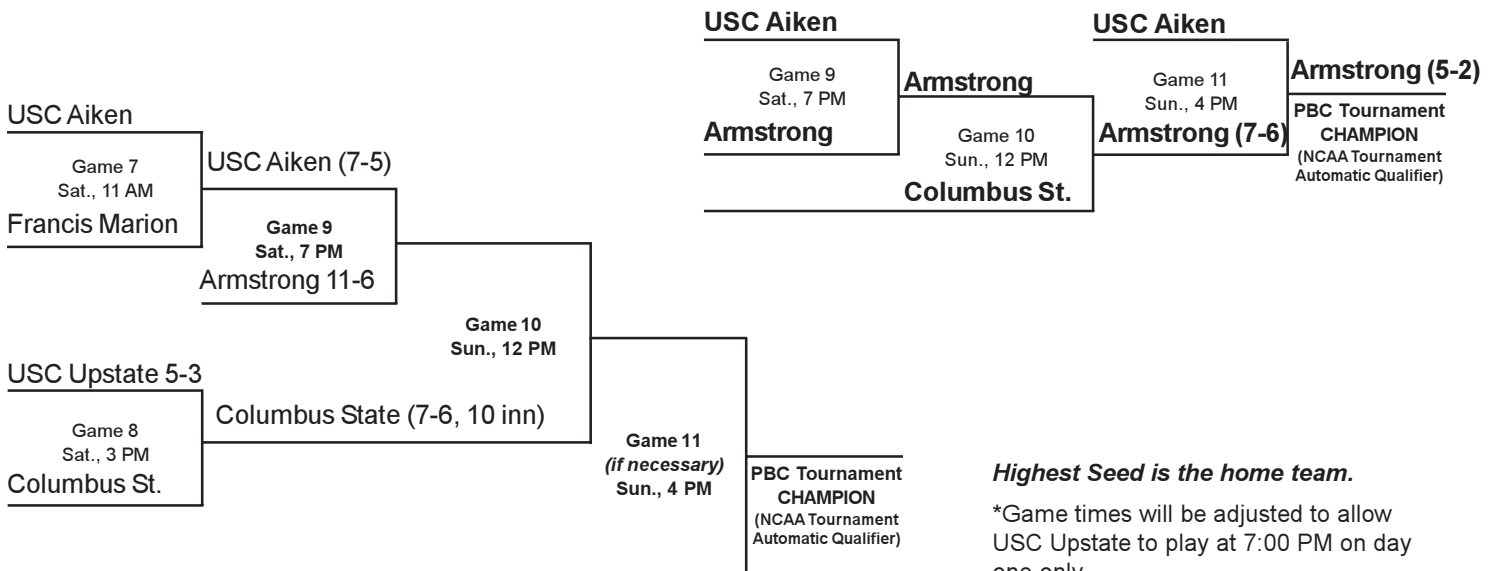 USC Aiken
Game 7
Sat., 11 AM
Francis Marion
USC Aiken (7-5)
Game 9
Sat., 7 PM
Armstrong 11-6
USC Upstate 5-3
Game 8
Sat., 3 PM
Columbus St.
Columbus State (7-6, 10 inn)
Game 10
Sun., 12 PM
Game 11
(if necessary)
Sun., 4 PM
PBC Tournament
CHAMPION
(NCAA Tournament
Automatic Qualifier)
USC Aiken
Game 9
Sat., 7 PM
Armstrong
Armstrong
Game 10
Sun., 12 PM
Columbus St.
USC Aiken
Game 11
Sun., 4 PM
Armstrong (7-6)
Armstrong (5-2)
PBC Tournament
CHAMPION
(NCAA Tournament
Automatic Qualifier)
Highest Seed is the home team.
*Game times will be adjusted to allow
USC Upstate to play at 7:00 PM on day
one only